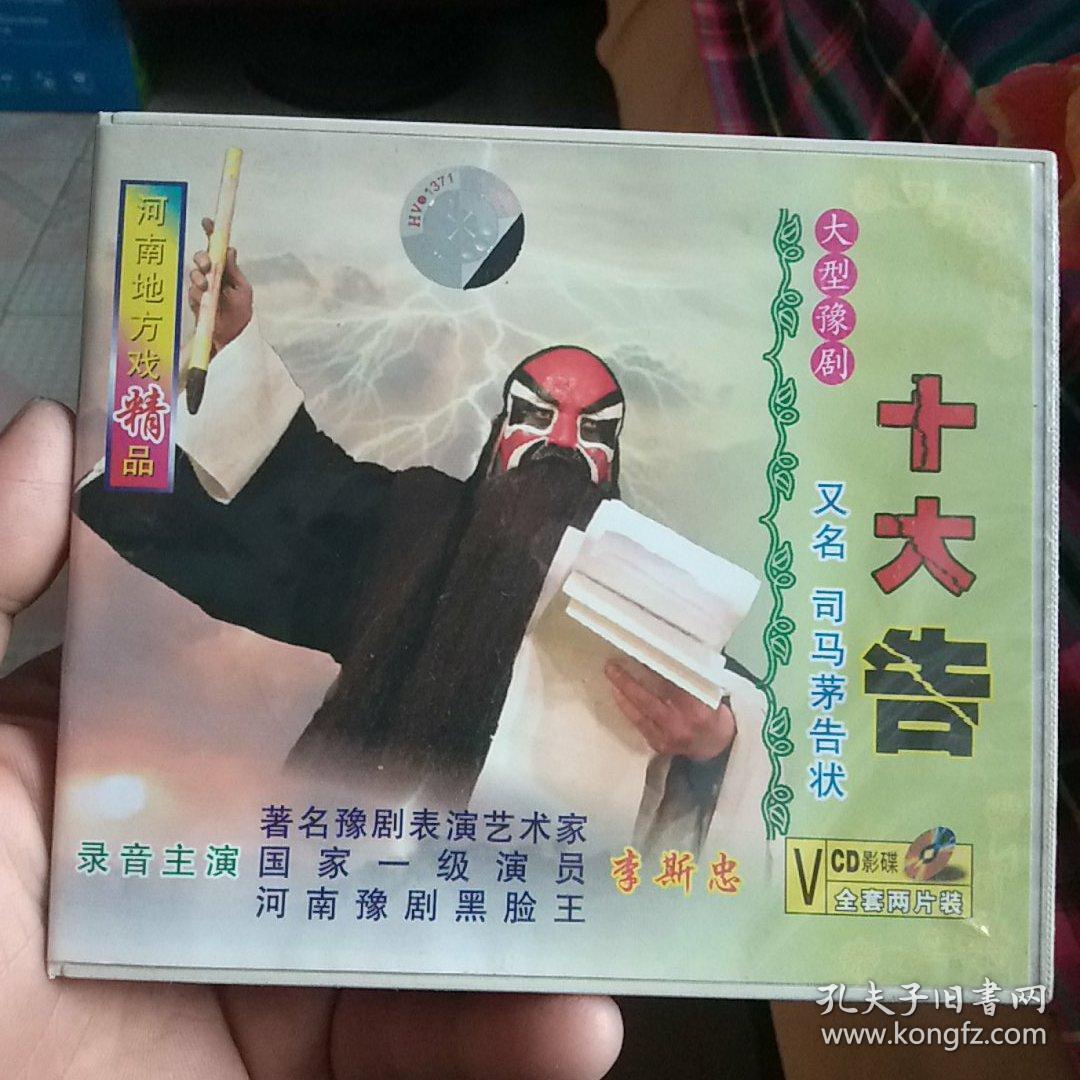 河南地方戏精品
HVe1371
大型豫剧
十大告
又名 司马茅告状
著名豫剧表演艺术家
录音主演 国家一级演员 李斯忠
河南豫剧黑脸王
VCD影碟
全套两片装
孔夫子旧书网
www.kongfz.com